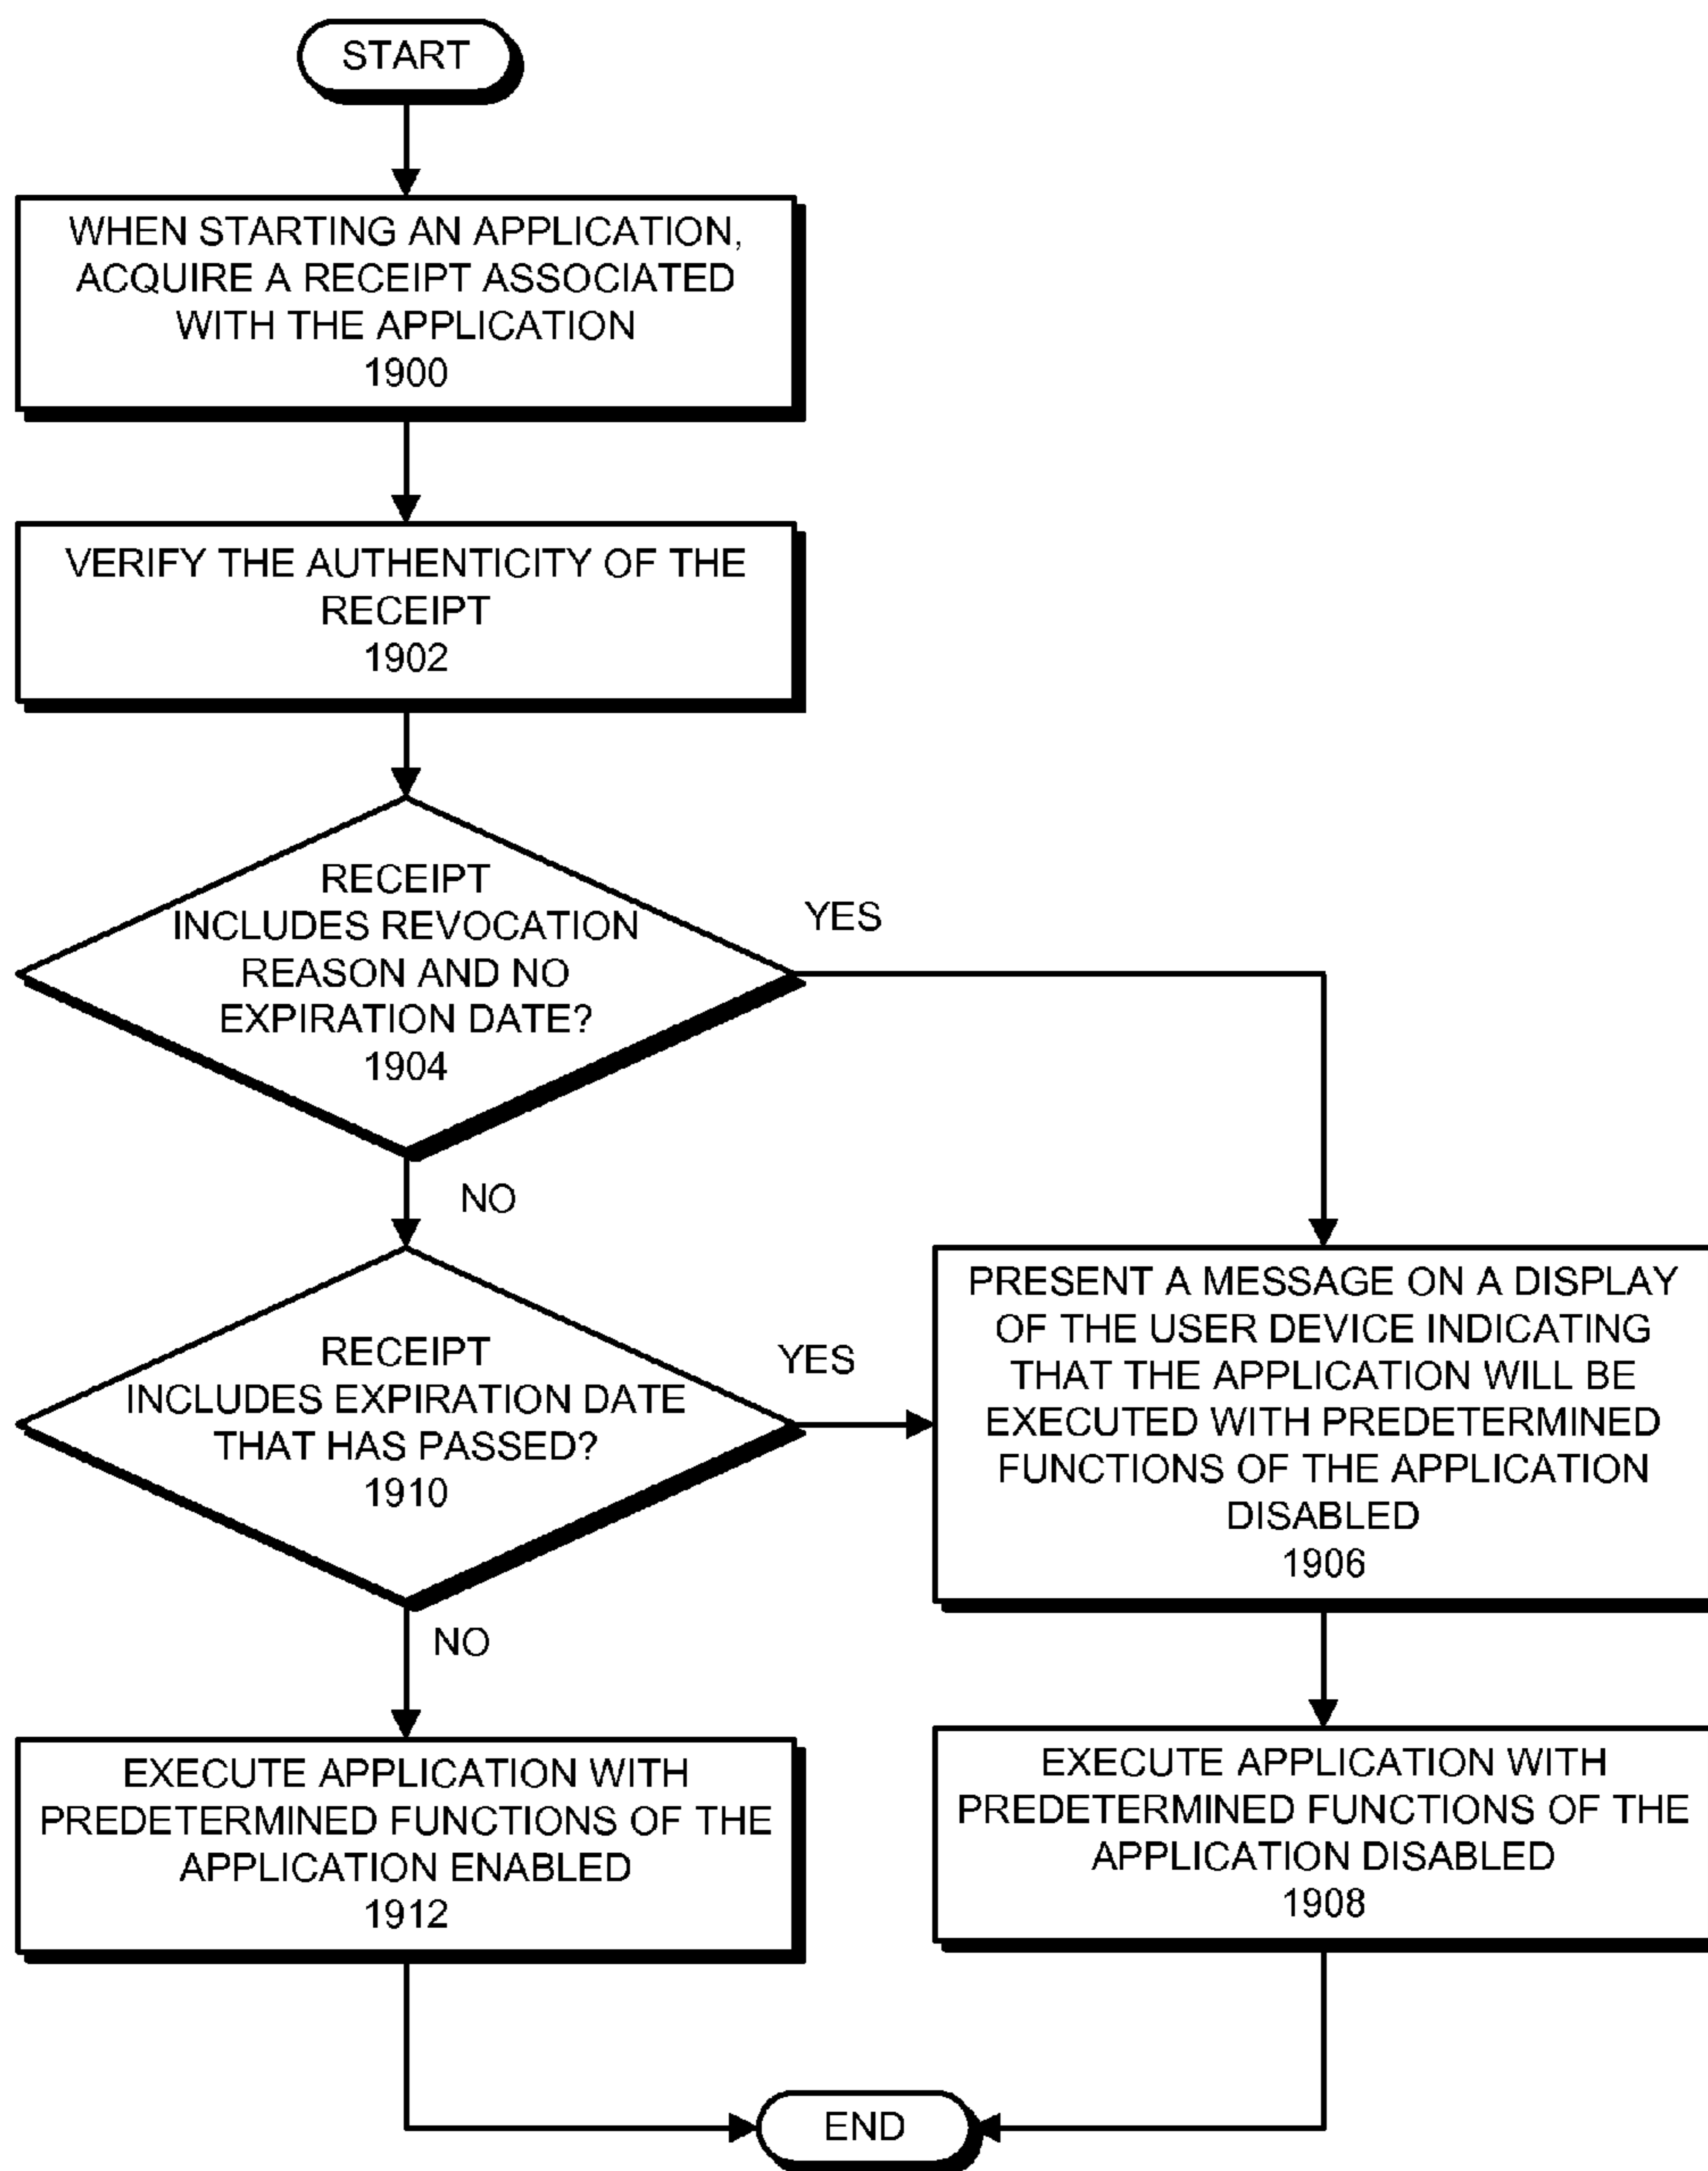 START
WHEN STARTING AN APPLICATION,
ACQUIRE A RECEIPT ASSOCIATED
WITH THE APPLICATION
1900
VERIFY THE AUTHENTICITY OF THE
RECEIPT
1902
RECEIPT
INCLUDES REVOCATION
REASON AND NO
EXPIRATION DATE?
1904
YES
NO
RECEIPT
INCLUDES EXPIRATION DATE
THAT HAS PASSED?
1910
YES
PRESENT A MESSAGE ON A DISPLAY
OF THE USER DEVICE INDICATING
THAT THE APPLICATION WILL BE
EXECUTED WITH PREDETERMINED
FUNCTIONS OF THE APPLICATION
DISABLED
1906
NO
EXECUTE APPLICATION WITH
PREDETERMINED FUNCTIONS OF THE
APPLICATION ENABLED
1912
EXECUTE APPLICATION WITH
PREDETERMINED FUNCTIONS OF THE
APPLICATION DISABLED
1908
END